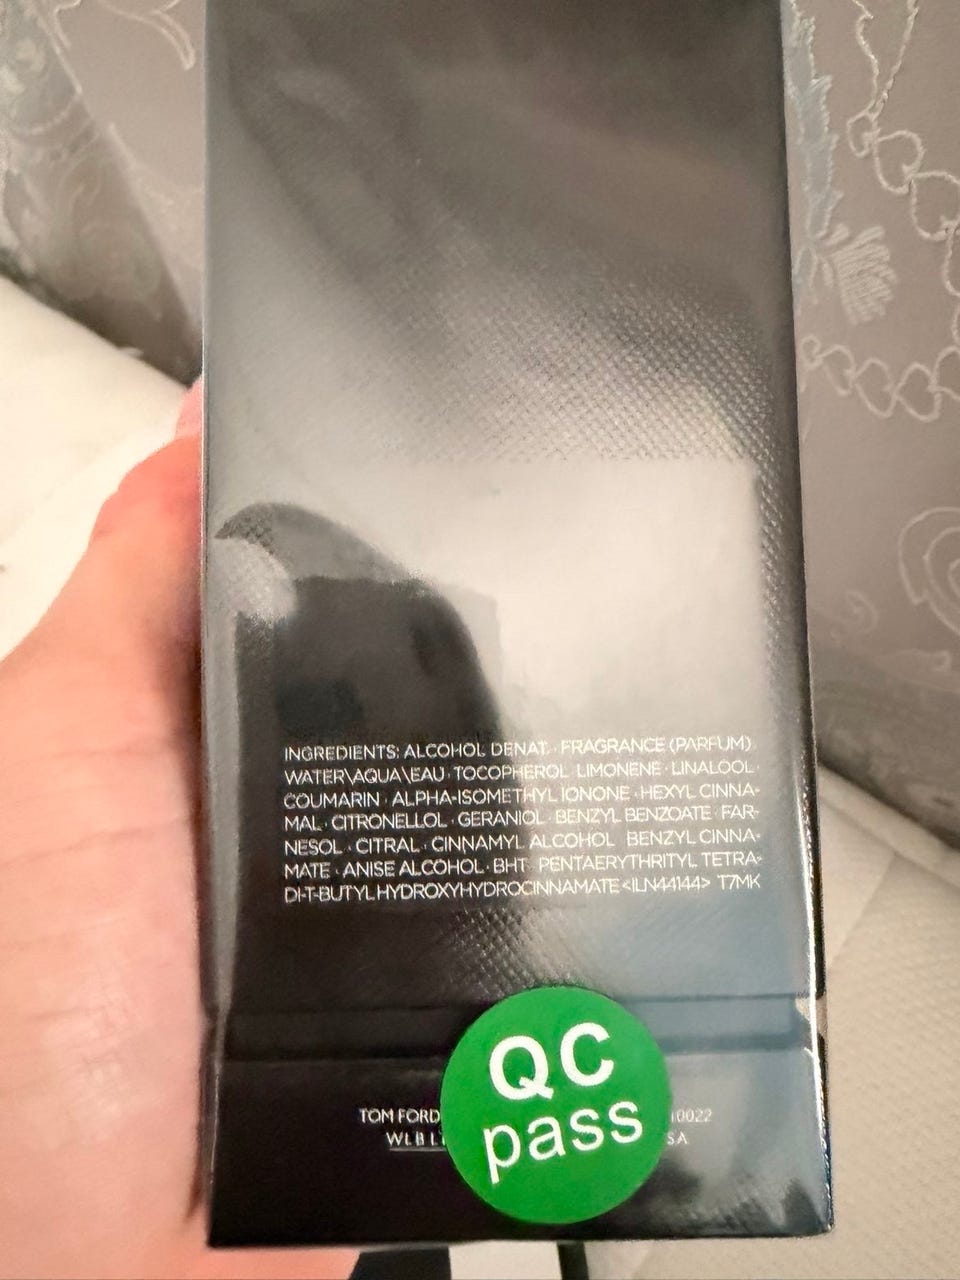 INGREDIENTS: ALCOHOL DENAT. · FRAGRANCE (PARFUM) ·
WATER\AQUA\EAU · TOCOPHEROL · LIMONENE · LINALOOL ·
COUMARIN · ALPHA-ISOMETHYL IONONE · HEXYL CINNA-
MAL · CITRONELLOL · GERANIOL · BENZYL BENZOATE · FAR-
NESOL · CITRAL · CINNAMYL ALCOHOL · BENZYL CINNA-
MATE · ANISE ALCOHOL · BHT · PENTAERYTHRITYL TETRA-
DI-T-BUTYL HYDROXYHYDROCINNAMATE <ILN44144> T7MK
QC
pass
TOM FORD 10022
WLB